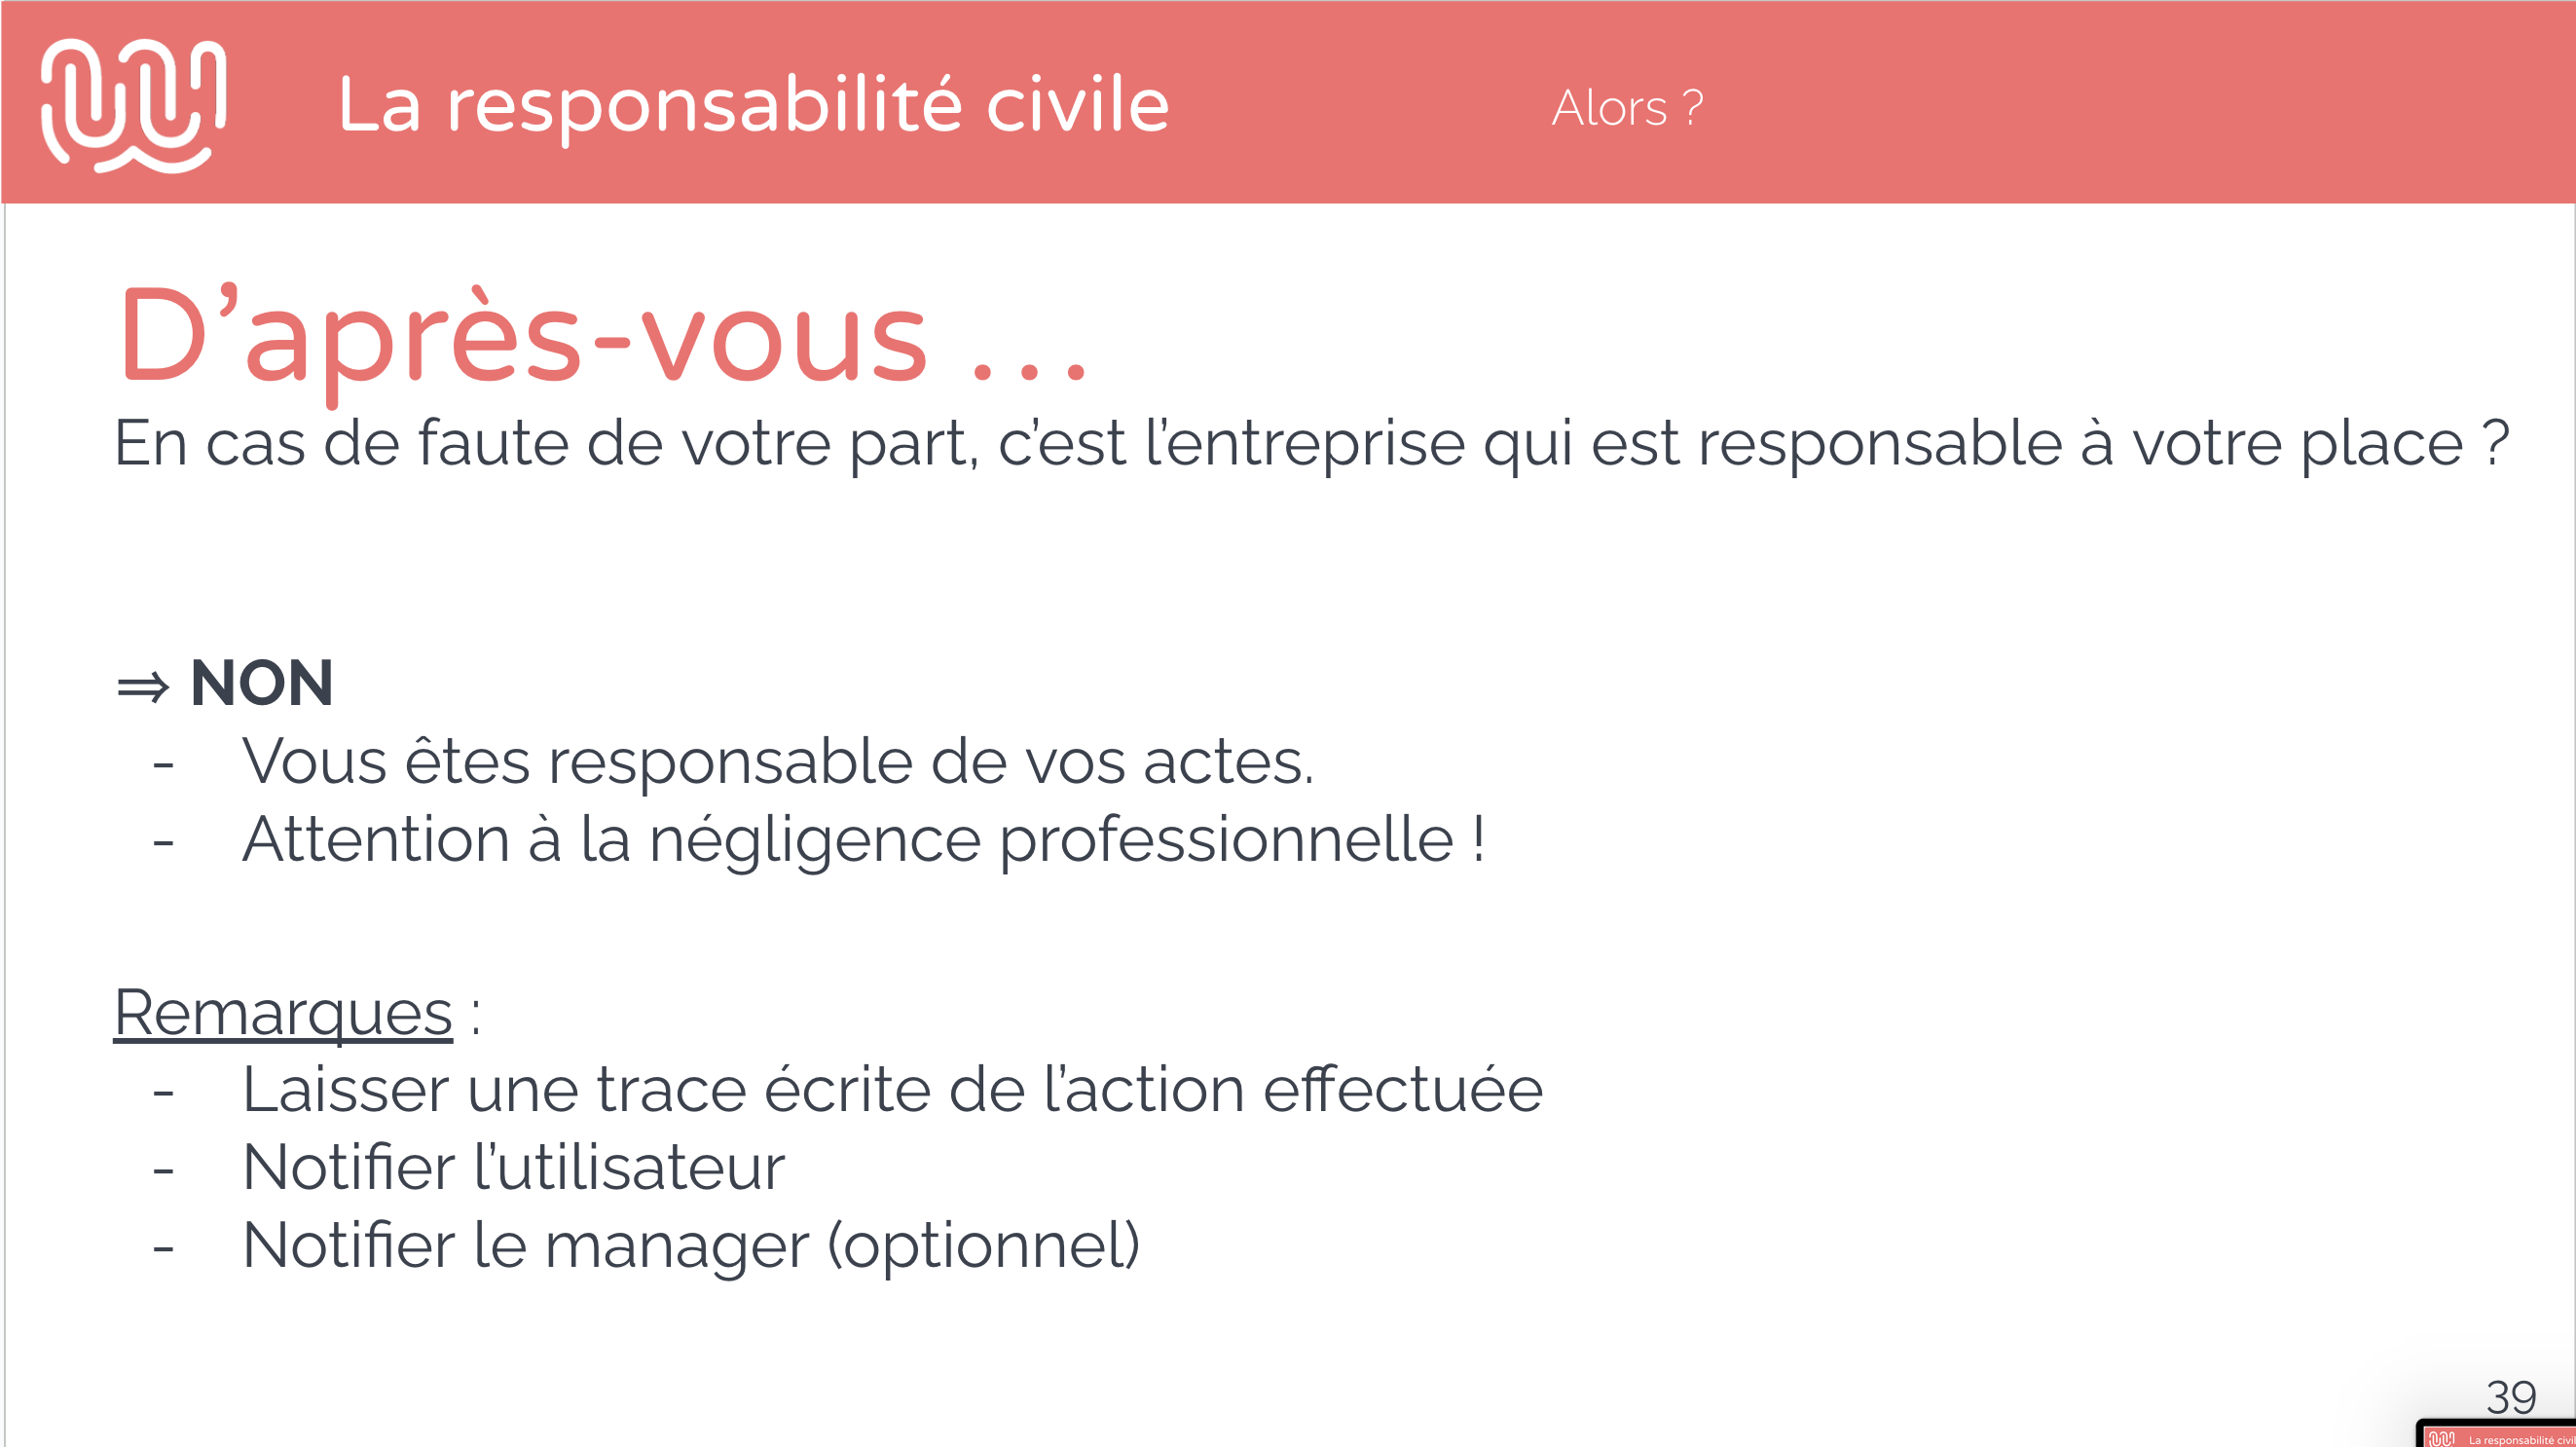 La responsabilité civile
Alors ?
D’après-vous …
En cas de faute de votre part, c’est l’entreprise qui est responsable à votre place ?
⇒ NON
- Vous êtes responsable de vos actes.
- Attention à la négligence professionnelle !
Remarques :
- Laisser une trace écrite de l’action effectuée
- Notifier l’utilisateur
- Notifier le manager (optionnel)
39
La responsabilité